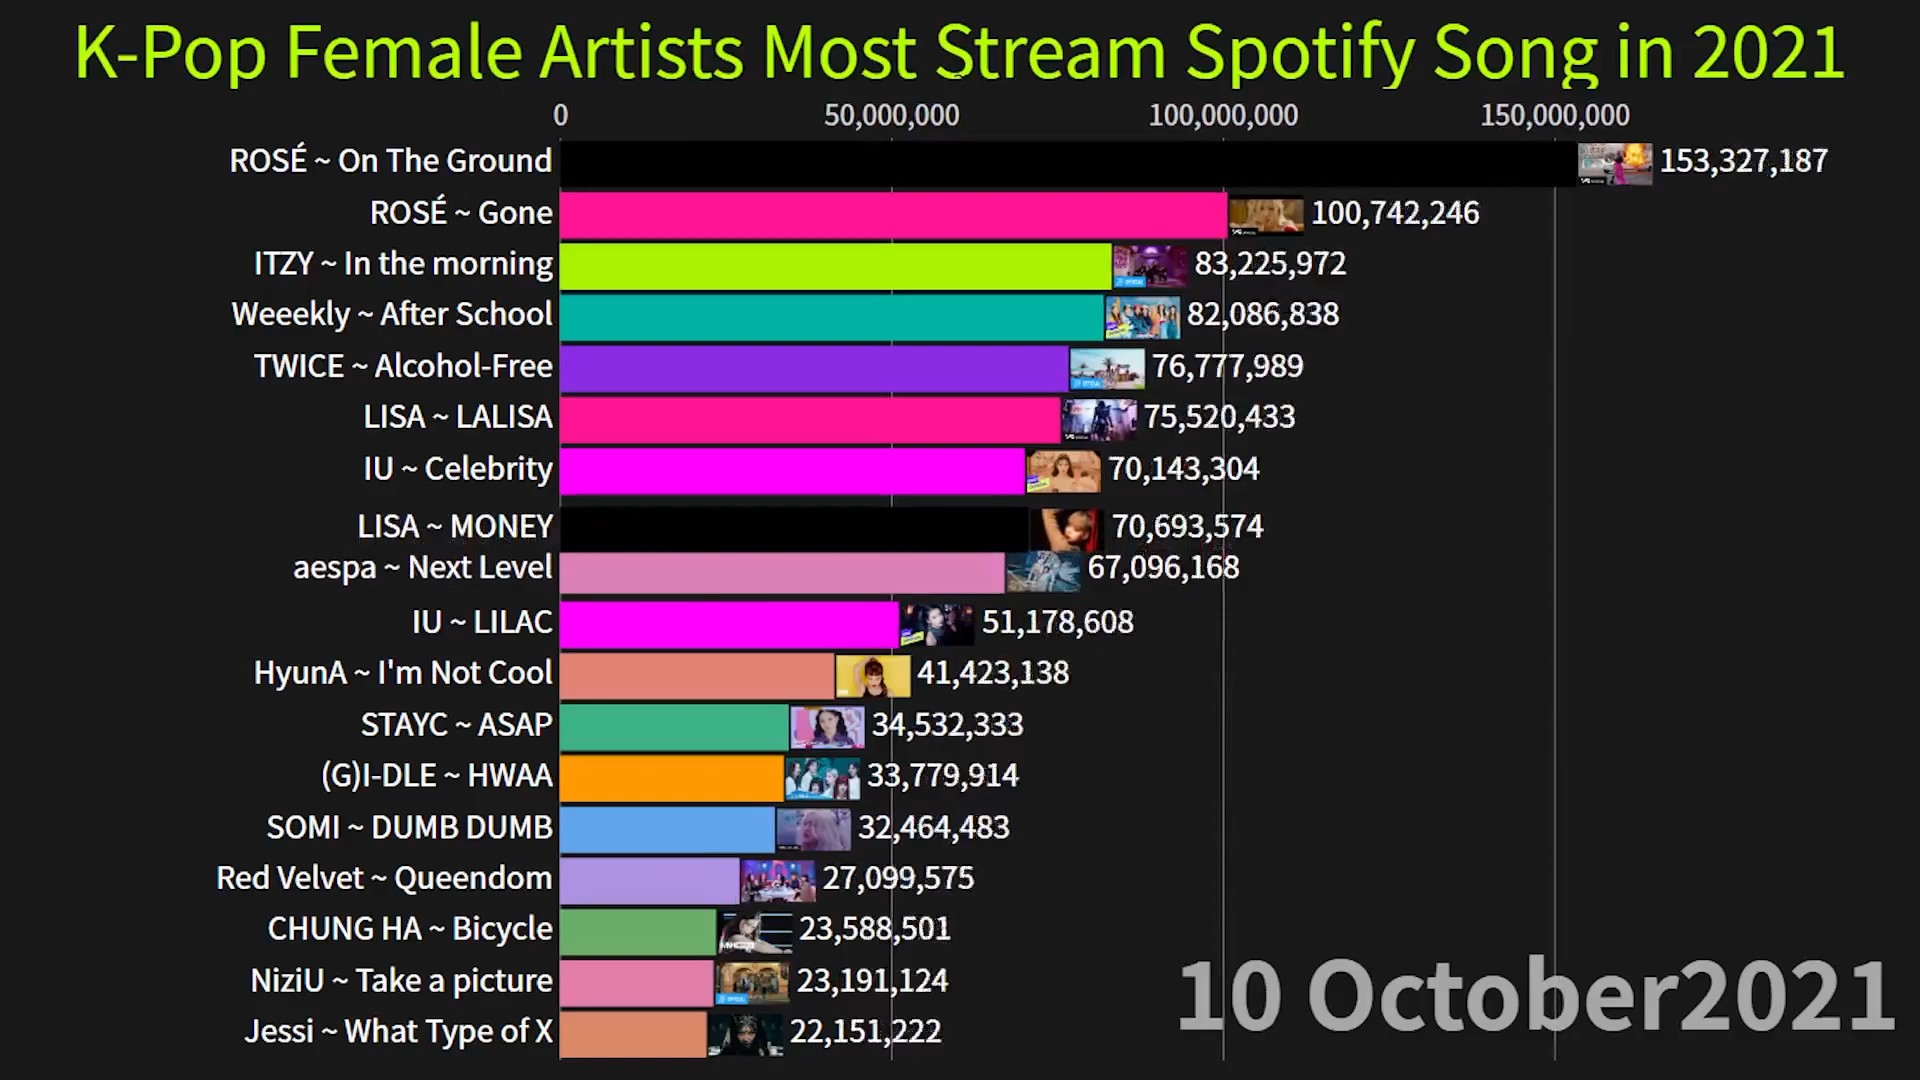 K-Pop Female Artists Most Stream Spotify Song in 2021
0 50,000,000 100,000,000 150,000,000
ROSÉ ~ On The Ground 153,327,187
ROSÉ ~ Gone 100,742,246
ITZY ~ In the morning 83,225,972
Weeekly ~ After School 82,086,838
TWICE ~ Alcohol-Free 76,777,989
LISA ~ LALISA 75,520,433
IU ~ Celebrity 70,143,304
LISA ~ MONEY 70,693,574
aespa ~ Next Level 67,096,168
IU ~ LILAC 51,178,608
HyunA ~ I'm Not Cool 41,423,138
STAYC ~ ASAP 34,532,333
(G)I-DLE ~ HWAA 33,779,914
SOMI ~ DUMB DUMB 32,464,483
Red Velvet ~ Queendom 27,099,575
CHUNG HA ~ Bicycle 23,588,501
NiziU ~ Take a picture 23,191,124
Jessi ~ What Type of X 22,151,222
10 October2021